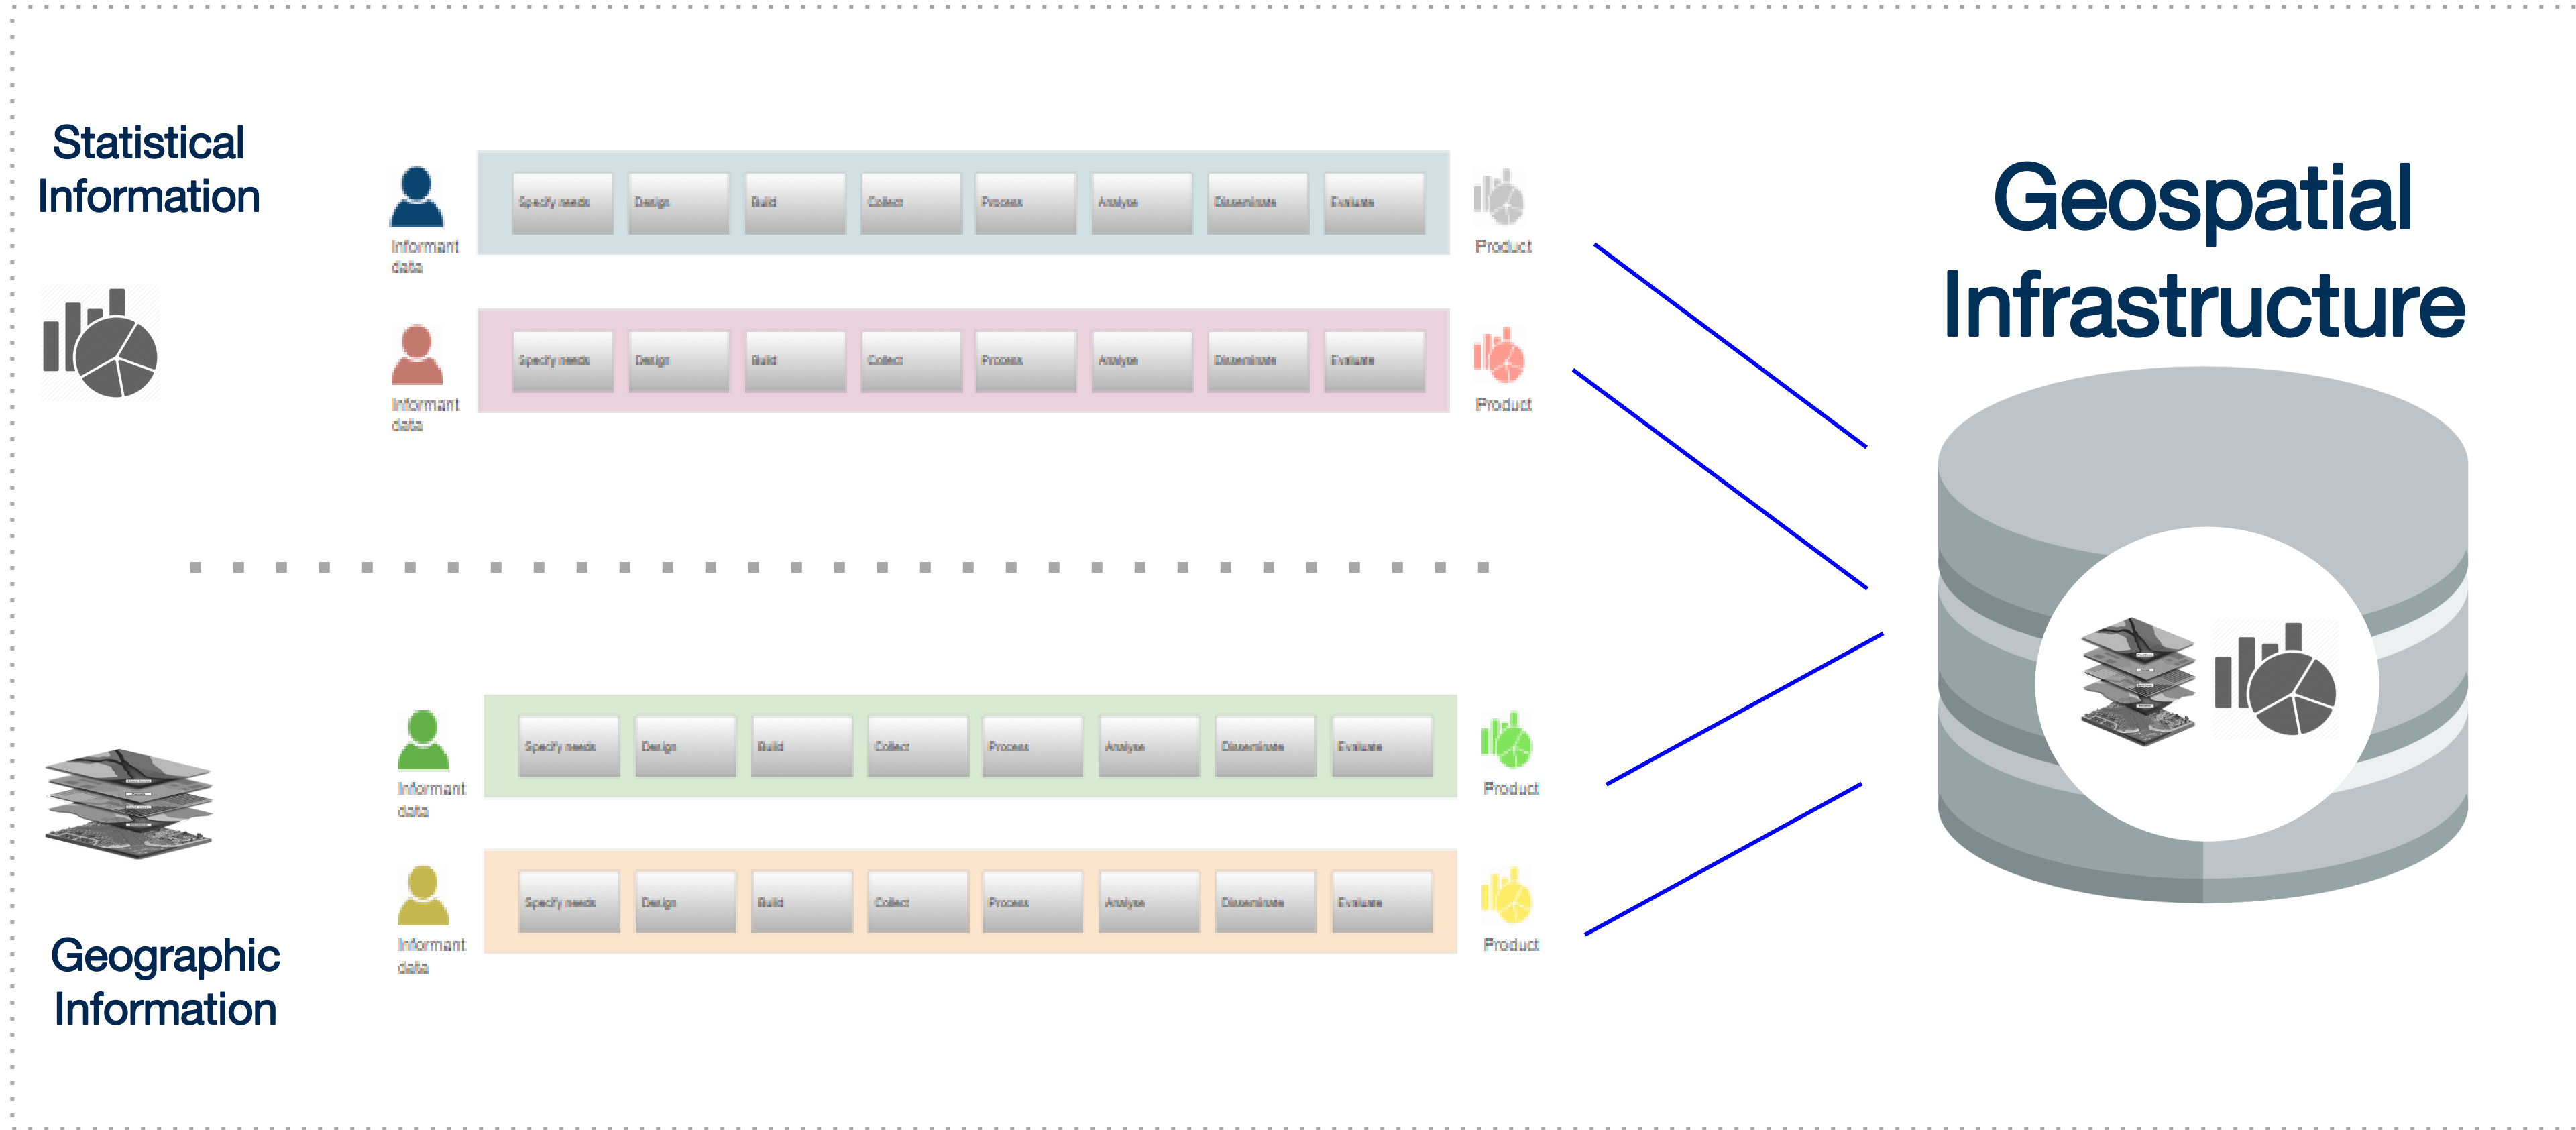 Statistical
Information
Informant
data
Specify needs
Design
Build
Collect
Process
Analyse
Disseminate
Evaluate
Product
Informant
data
Specify needs
Design
Build
Collect
Process
Analyse
Disseminate
Evaluate
Product
Geospatial
Infrastructure
Geographic
Information
Informant
data
Specify needs
Design
Build
Collect
Process
Analyse
Disseminate
Evaluate
Product
Informant
data
Specify needs
Design
Build
Collect
Process
Analyse
Disseminate
Evaluate
Product